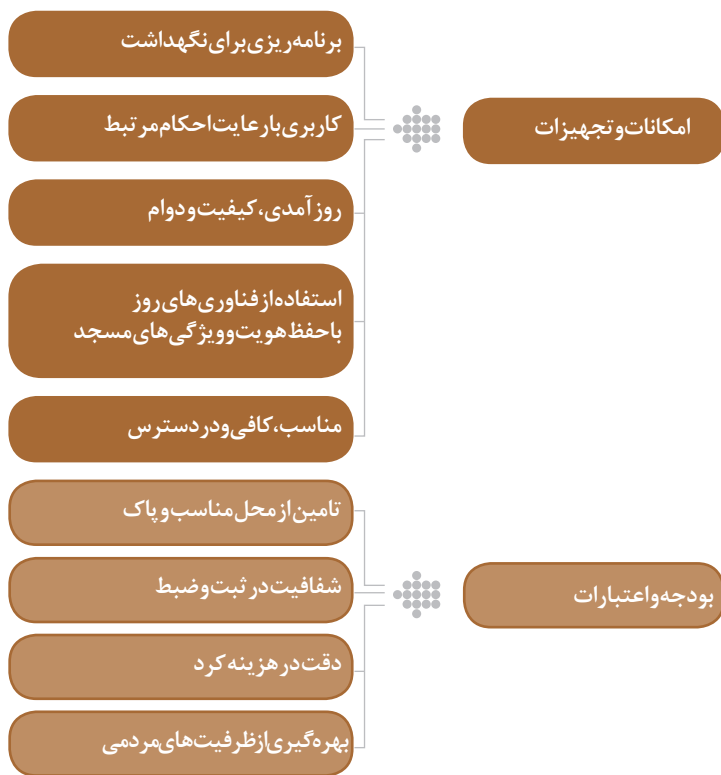 امکانات و تجهیزات
برنامه ریزی برای نگهداشت
کاربری با رعایت احکام مرتبط
روزآمدی، کیفیت و دوام
استفاده از فناوری های روز
با حفظ هویت و ویژگی های مسجد
مناسب، کافی و در دسترس
بودجه و اعتبارات
تامین از محل مناسب و پاک
شفافیت در ثبت و ضبط
دقت در هزینه کرد
بهره گیری از ظرفیت های مردمی